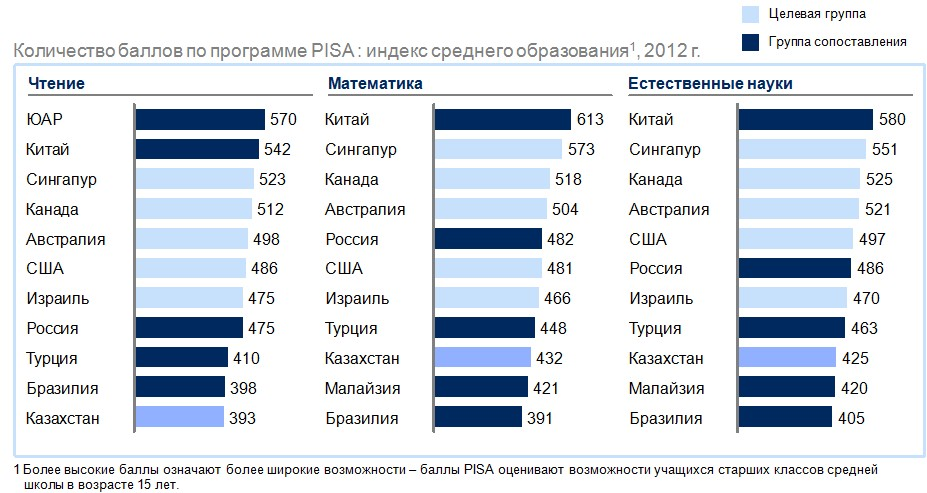 Целевая группа
Группа сопоставления
Количество баллов по программе PISA : индекс среднего образования¹, 2012 г.
Чтение
ЮАР 570
Китай 542
Сингапур 523
Канада 512
Австралия 498
США 486
Израиль 475
Россия 475
Турция 410
Бразилия 398
Казахстан 393
Математика
Китай 613
Сингапур 573
Канада 518
Австралия 504
Россия 482
США 481
Израиль 466
Турция 448
Казахстан 432
Малайзия 421
Бразилия 391
Естественные науки
Китай 580
Сингапур 551
Канада 525
Австралия 521
США 497
Россия 486
Израиль 470
Турция 463
Казахстан 425
Малайзия 420
Бразилия 405
1 Более высокие баллы означают более широкие возможности – баллы PISA оценивают возможности учащихся старших классов средней
школы в возрасте 15 лет.